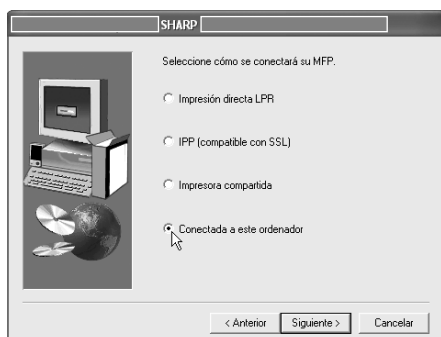 SHARP
Seleccione cómo se conectará su MFP.
Impresión directa LPR
IPP (compatible con SSL)
Impresora compartida
Conectada a este ordenador
< Anterior Siguiente > Cancelar